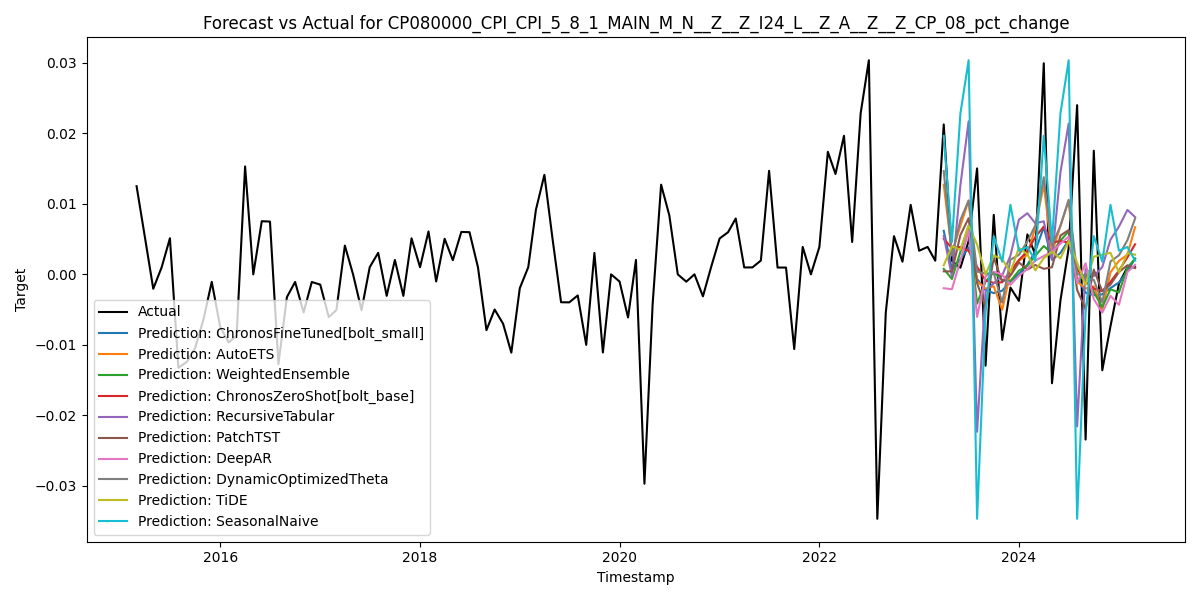 Forecast vs Actual for CP080000_CPI_CPI_5_8_1_MAIN_M_N__Z__Z_I24_L__Z_A__Z__Z_CP_08_pct_change
0.03
0.02
0.01
0.00
−0.01
−0.02
−0.03
Target
Actual
Prediction: ChronosFineTuned[bolt_small]
Prediction: AutoETS
Prediction: WeightedEnsemble
Prediction: ChronosZeroShot[bolt_base]
Prediction: RecursiveTabular
Prediction: PatchTST
Prediction: DeepAR
Prediction: DynamicOptimizedTheta
Prediction: TiDE
Prediction: SeasonalNaive
2016 2018 2020 2022 2024
Timestamp